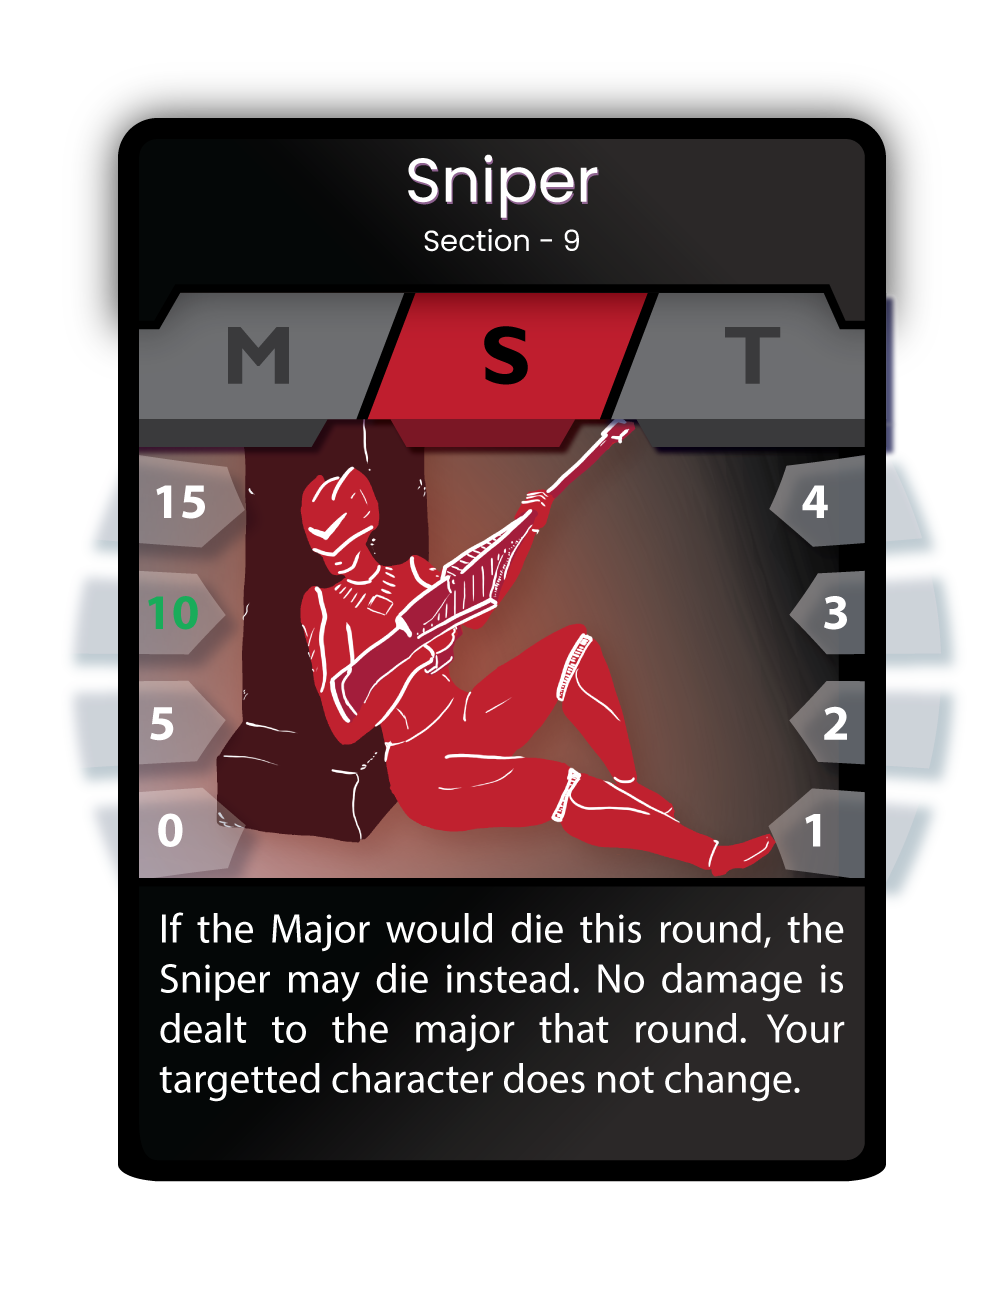 Sniper
Section - 9
M S T
15 4
10 3
5 2
0 1
If the Major would die this round, the
Sniper may die instead. No damage is
dealt to the major that round. Your
targetted character does not change.